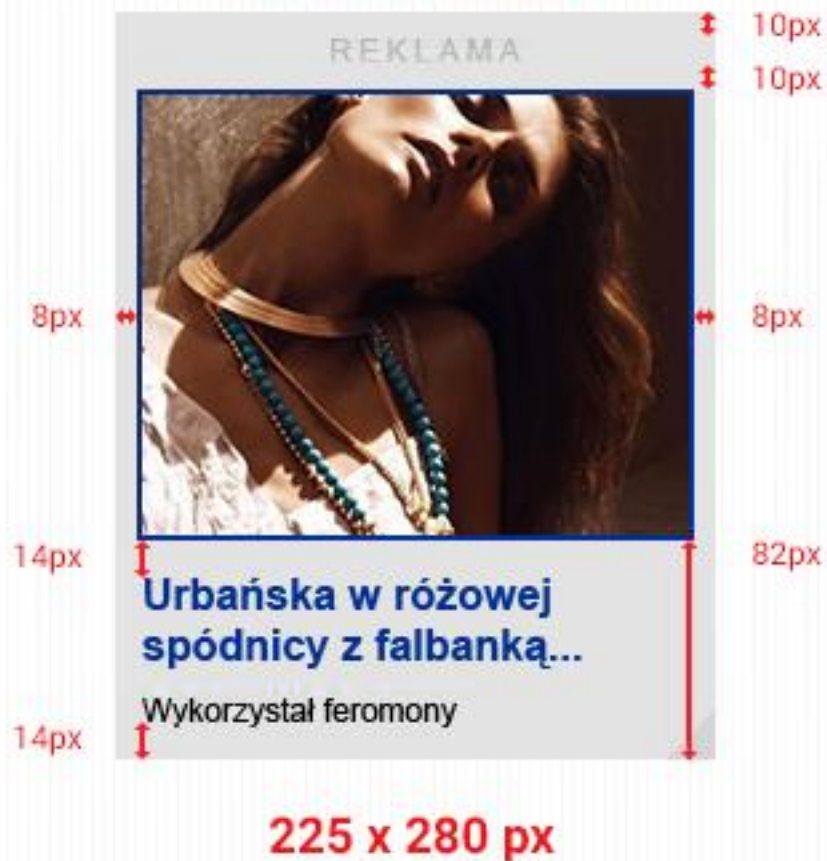 10px
REKLAMA
10px
8px
8px
14px
82px
Urbańska w różowej
spódnicy z falbanką...
Wykorzystał feromony
14px
225 x 280 px